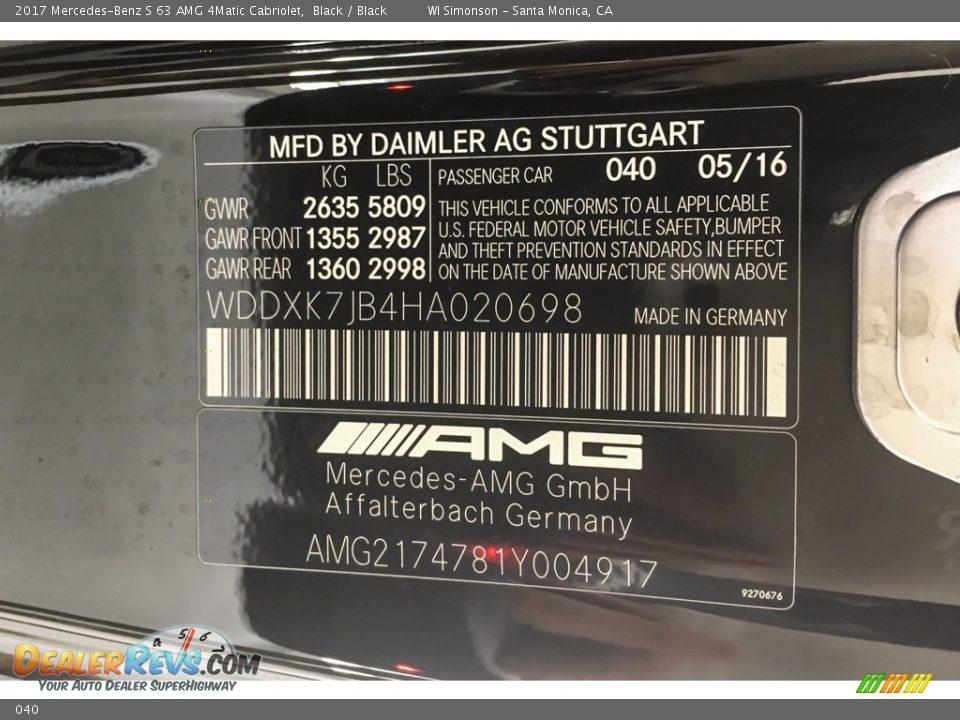 2017 Mercedes-Benz S 63 AMG 4Matic Cabriolet, Black / Black WI Simonson - Santa Monica, CA
MFD BY DAIMLER AG STUTTGART
KG LBS
GVWR 2635 5809
GAWR FRONT 1355 2987
GAWR REAR 1360 2998
PASSENGER CAR 040 05/16
THIS VEHICLE CONFORMS TO ALL APPLICABLE
U.S. FEDERAL MOTOR VEHICLE SAFETY,BUMPER
AND THEFT PREVENTION STANDARDS IN EFFECT
ON THE DATE OF MANUFACTURE SHOWN ABOVE
WDDXK7JB4HA020698 MADE IN GERMANY
AMG
Mercedes-AMG GmbH
Affalterbach Germany
AMG2174781Y004917
9270676
4 5 6 7
DEALERREVS.COM
YOUR AUTO DEALER SUPERHIGHWAY
040